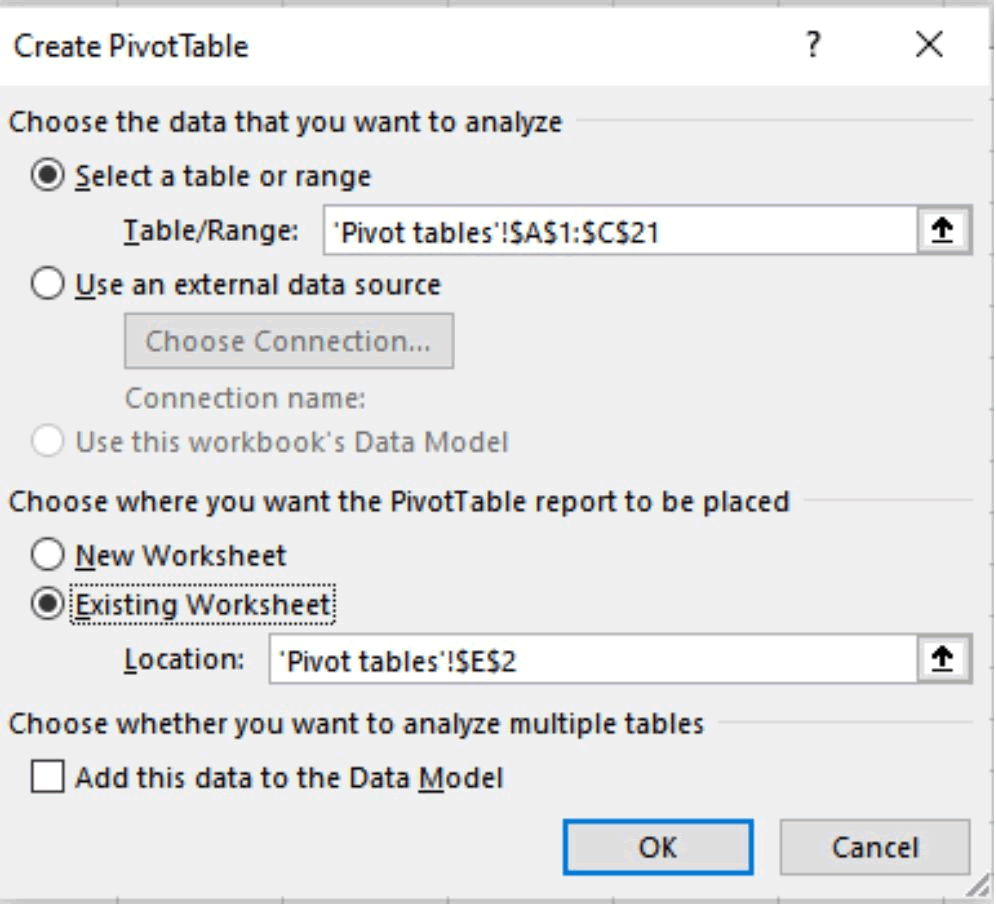 Create PivotTable ?
Choose the data that you want to analyze
Select a table or range
Table/Range: 'Pivot tables'!$A$1:$C$21
Use an external data source
Choose Connection...
Connection name:
Use this workbook's Data Model
Choose where you want the PivotTable report to be placed
New Worksheet
Existing Worksheet
Location: 'Pivot tables'!$E$2
Choose whether you want to analyze multiple tables
Add this data to the Data Model
OK Cancel